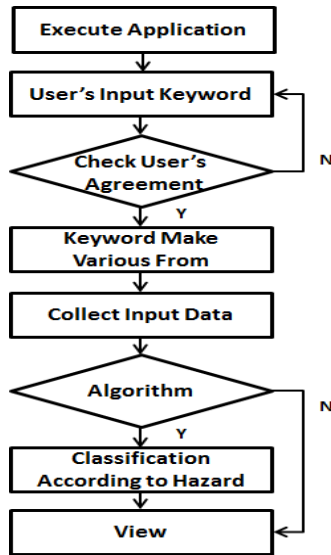 Execute Application
User's Input Keyword
Check User's
Agreement
N
Y
Keyword Make
Various From
Collect Input Data
Algorithm
N
Y
Classification
According to Hazard
View